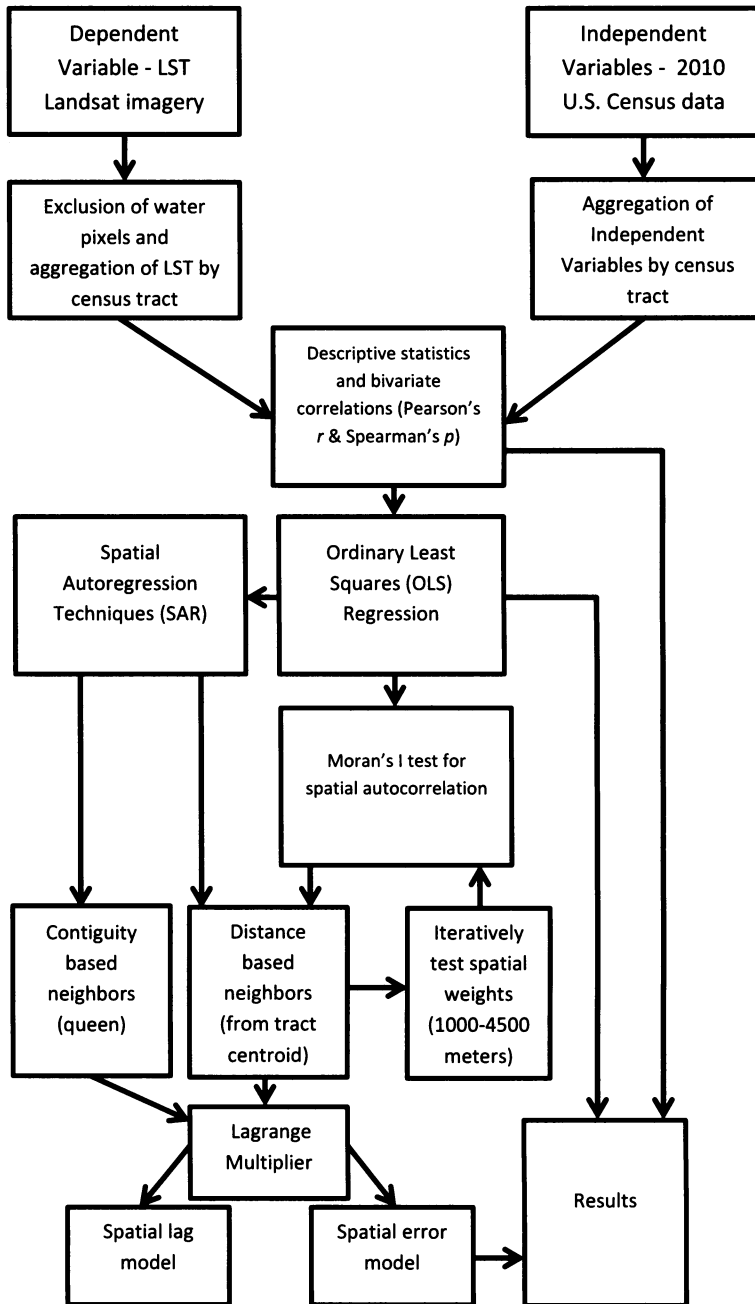 Dependent
Variable - LST
Landsat imagery
Independent
Variables - 2010
U.S. Census data
Exclusion of water
pixels and
aggregation of LST by
census tract
Aggregation of
Independent
Variables by census
tract
Descriptive statistics
and bivariate
correlations (Pearson's
r & Spearman's p)
Spatial
Autoregression
Techniques (SAR)
Ordinary Least
Squares (OLS)
Regression
Moran's I test for
spatial autocorrelation
Contiguity
based
neighbors
(queen)
Distance
based
neighbors
(from tract
centroid)
Iteratively
test spatial
weights
(1000-4500
meters)
Lagrange
Multiplier
Results
Spatial lag
model
Spatial error
model